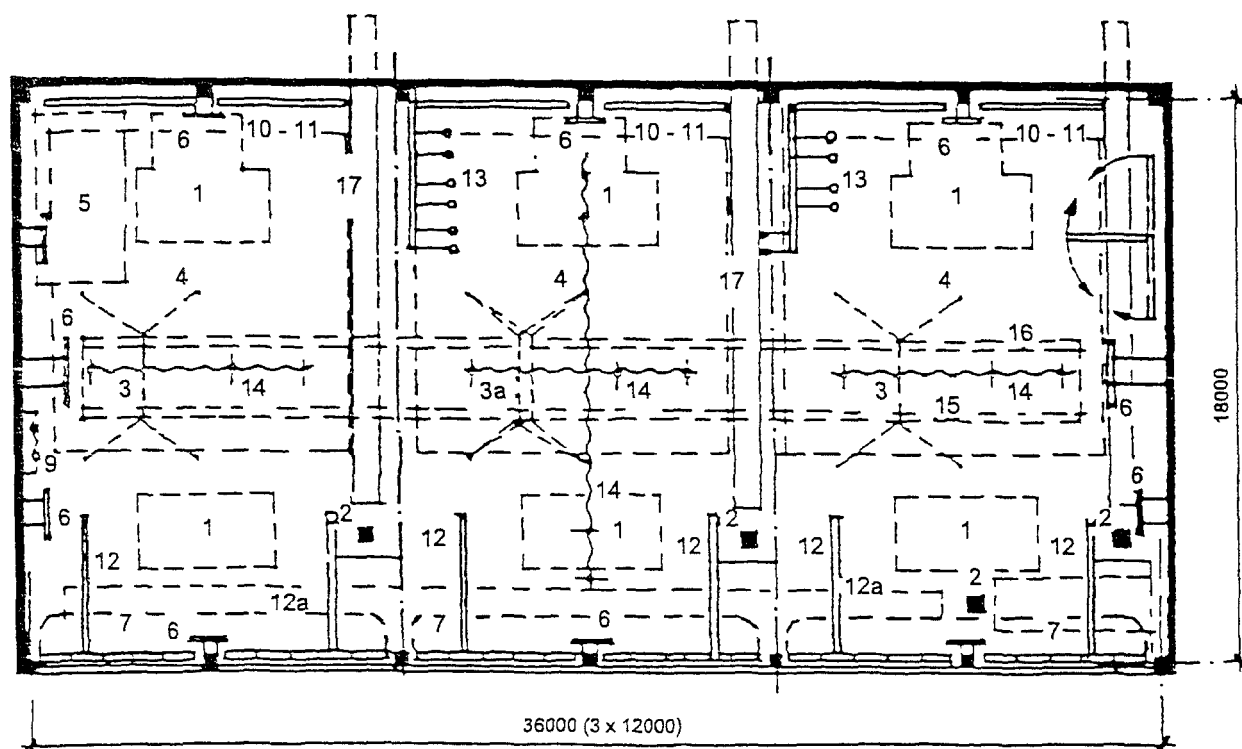 6 10 - 11 6 10 - 11 6 10 - 11
5 1 17 13 1 13 1
4 4 17 4
6 16
3 14 3a 14 3 15 14 6
9 14 6
6 1 2 1 2 1 2
12 12 12 12 12
12a 12a 2
7 6 7 6 7
18000
36000 (3 x 12000)